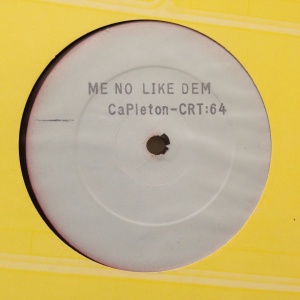 ME NO LIKE DEM
CaPleton-CRT:64